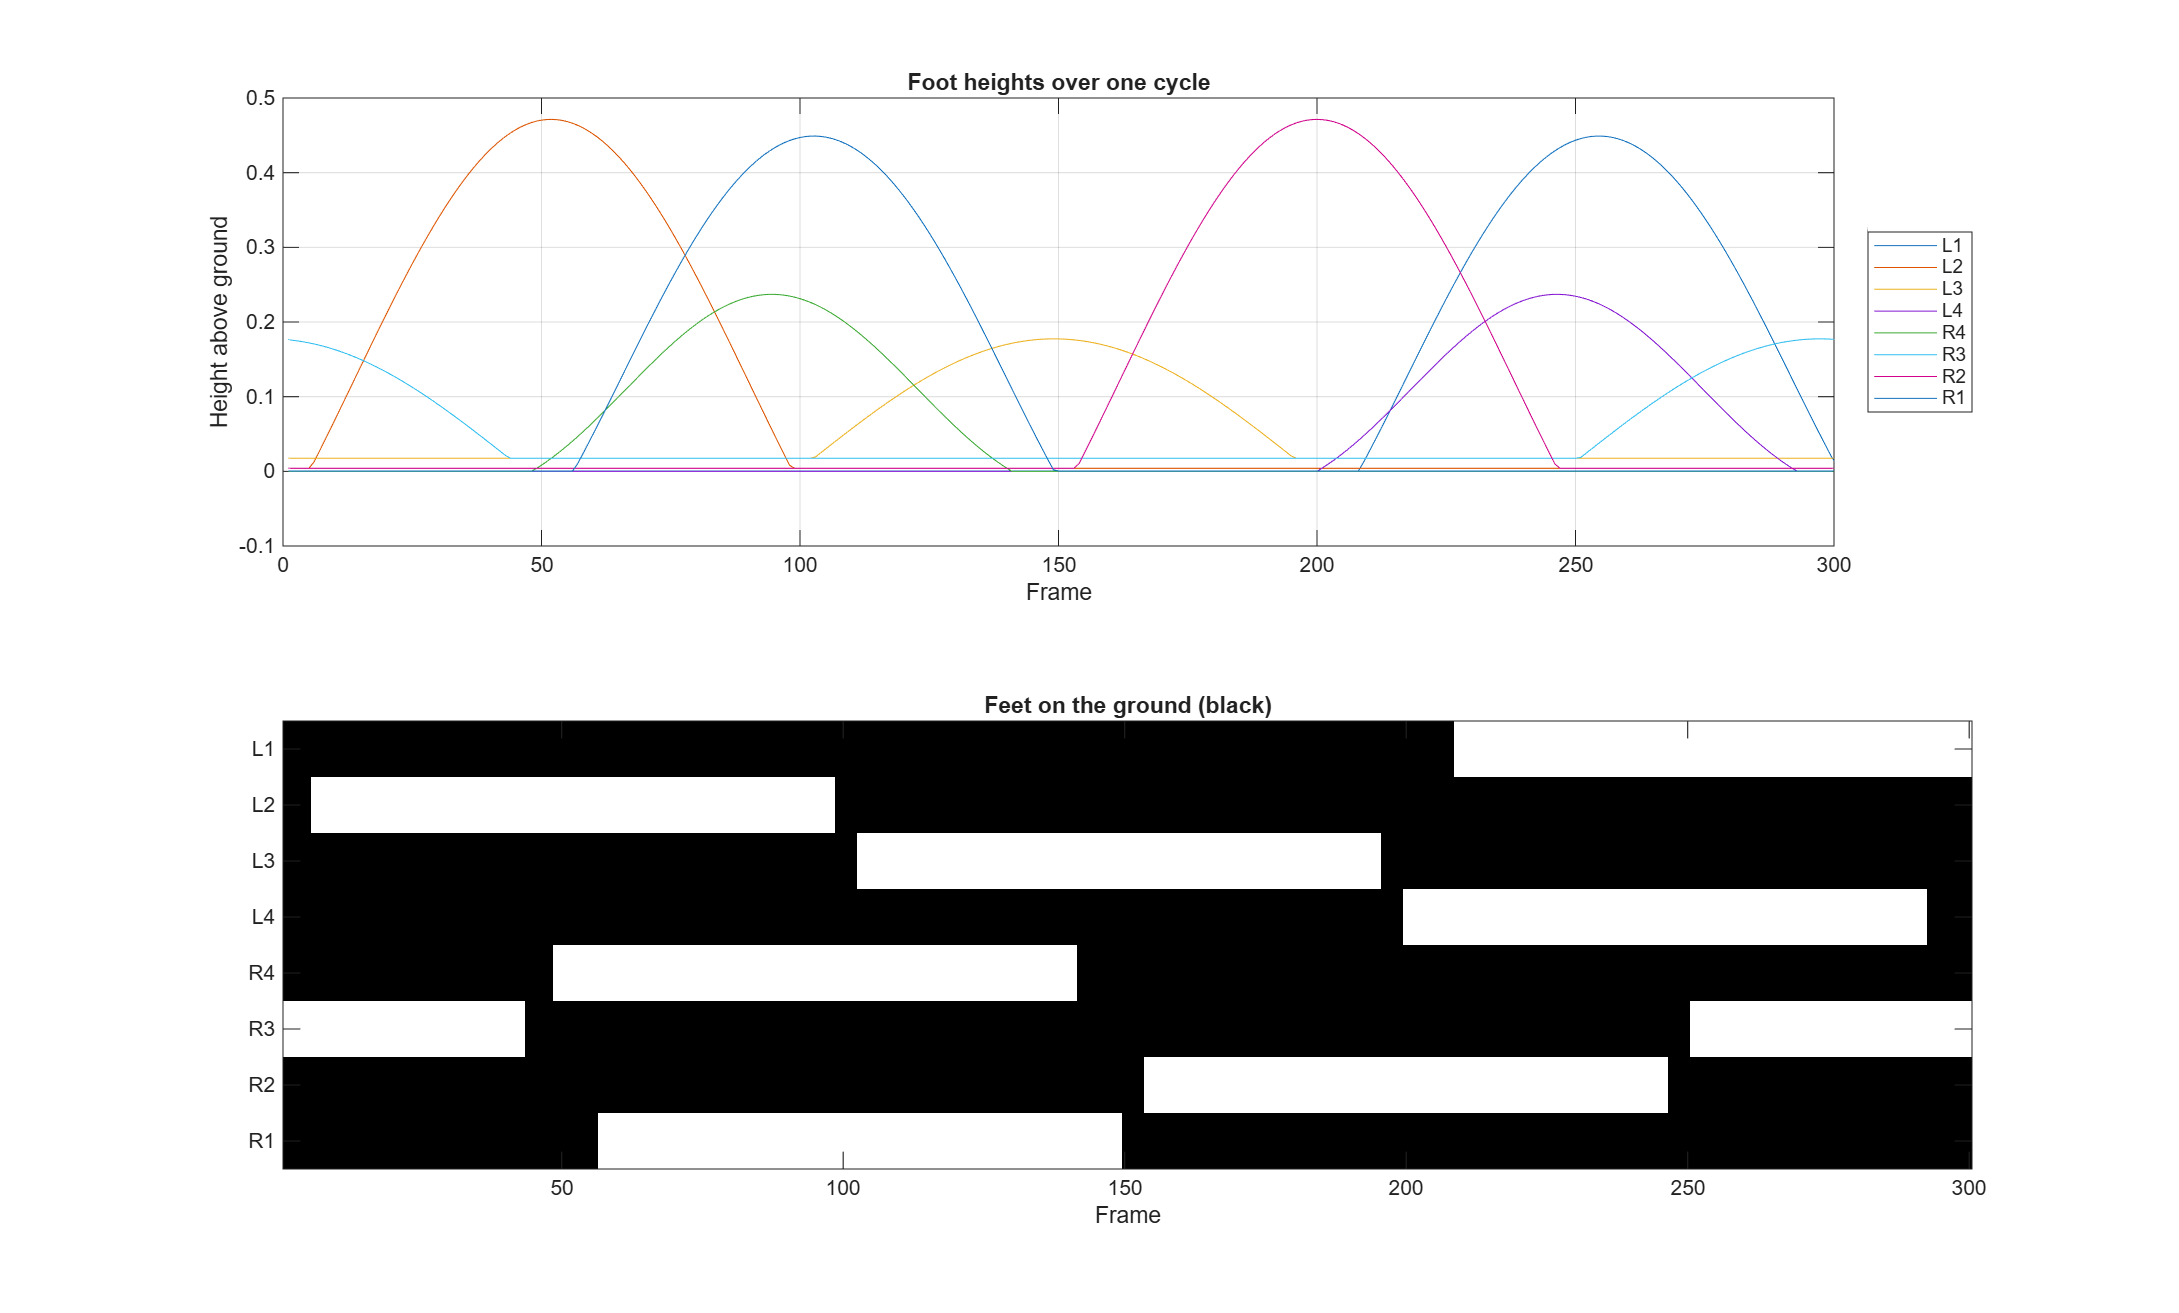 Foot heights over one cycle
0.5
0.4
0.3
0.2
0.1
0
-0.1
Height above ground
0 50 100 150 200 250 300
Frame
L1
L2
L3
L4
R4
R3
R2
R1
Feet on the ground (black)
L1
L2
L3
L4
R4
R3
R2
R1
50 100 150 200 250 300
Frame